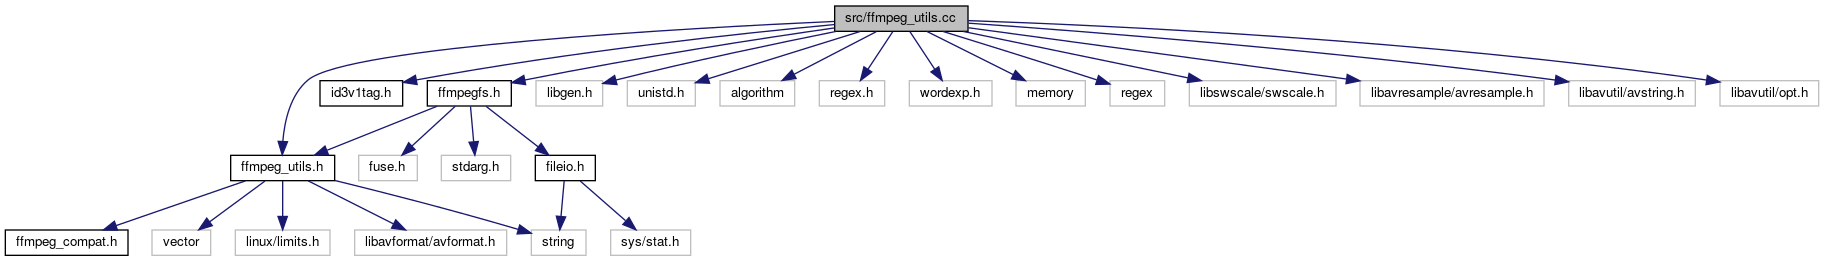 src/ffmpeg_utils.cc
id3v1tag.h
ffmpegfs.h
libgen.h
unistd.h
algorithm
regex.h
wordexp.h
memory
regex
libswscale/swscale.h
libavresample/avresample.h
libavutil/avstring.h
libavutil/opt.h
ffmpeg_utils.h
fuse.h
stdarg.h
fileio.h
ffmpeg_compat.h
vector
linux/limits.h
libavformat/avformat.h
string
sys/stat.h